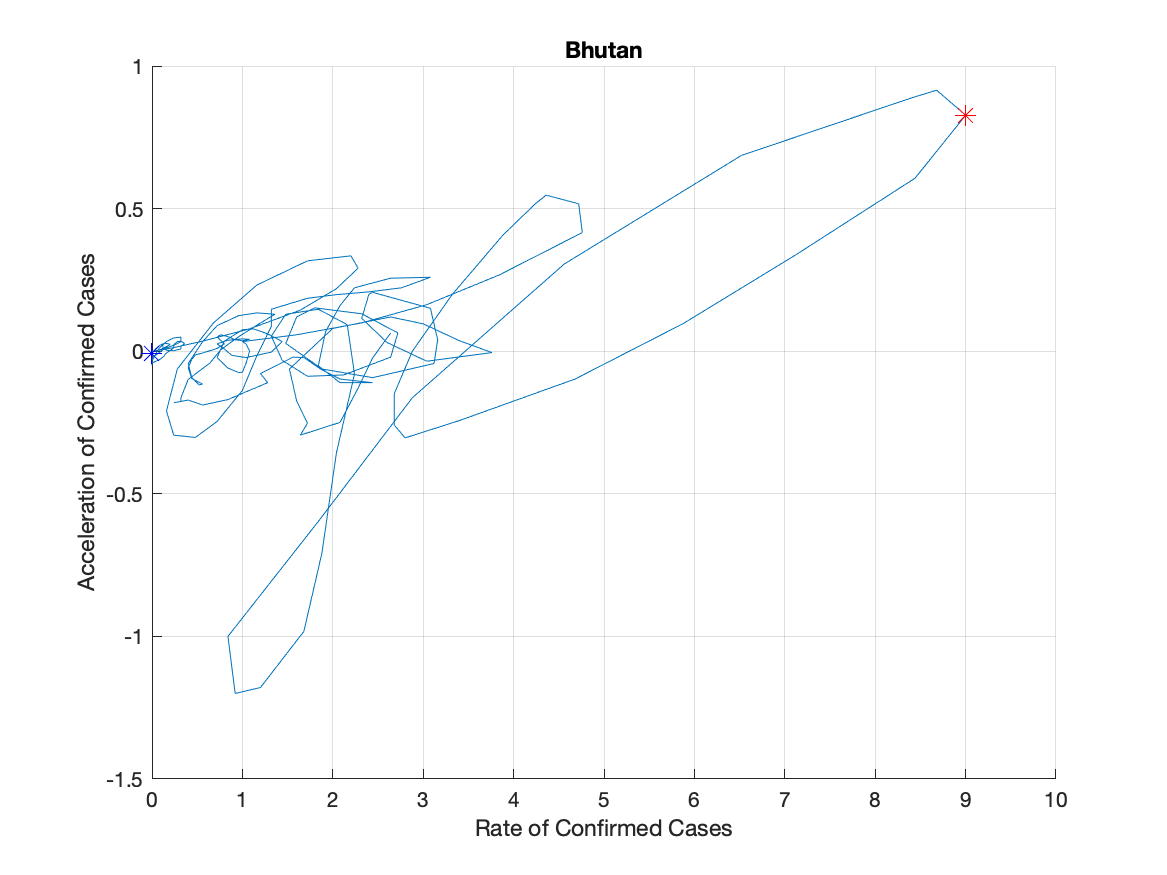 Bhutan
1
0.5
0
-0.5
-1
-1.5
Acceleration of Confirmed Cases
0 1 2 3 4 5 6 7 8 9 10
Rate of Confirmed Cases